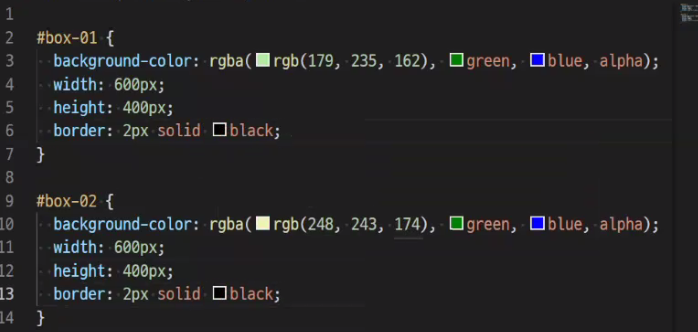 1
2 #box-01 {
3 background-color: rgba(rgb(179, 235, 162), green, blue, alpha);
4 width: 600px;
5 height: 400px;
6 border: 2px solid black;
7 }
8
9 #box-02 {
10 background-color: rgba(rgb(248, 243, 174), green, blue, alpha);
11 width: 600px;
12 height: 400px;
13 border: 2px solid black;
14 }